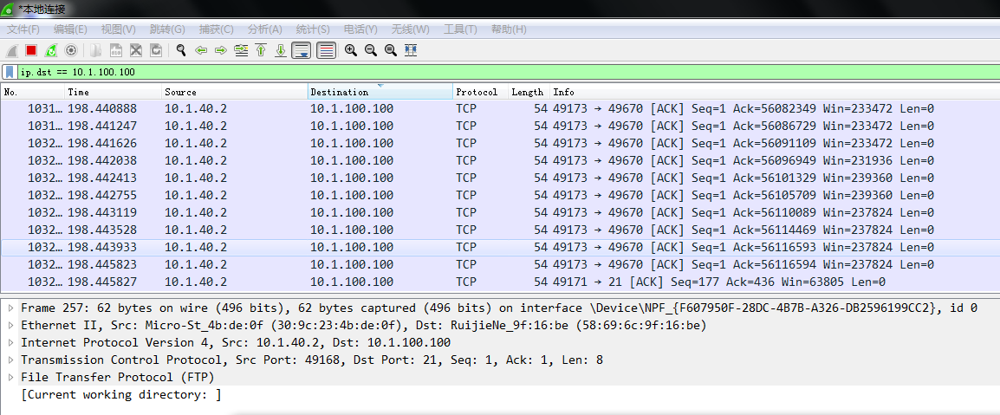 *本地连接
文件(F) 编辑(E) 视图(V) 跳转(G) 捕获(C) 分析(A) 统计(S) 电话(Y) 无线(W) 工具(T) 帮助(H)
ip.dst == 10.1.100.100
No. Time Source Destination Protocol Length Info
1031… 198.440888 10.1.40.2 10.1.100.100 TCP 54 49173 → 49670 [ACK] Seq=1 Ack=56082349 Win=233472 Len=0
1031… 198.441247 10.1.40.2 10.1.100.100 TCP 54 49173 → 49670 [ACK] Seq=1 Ack=56086729 Win=233472 Len=0
1032… 198.441626 10.1.40.2 10.1.100.100 TCP 54 49173 → 49670 [ACK] Seq=1 Ack=56091109 Win=233472 Len=0
1032… 198.442038 10.1.40.2 10.1.100.100 TCP 54 49173 → 49670 [ACK] Seq=1 Ack=56096949 Win=231936 Len=0
1032… 198.442413 10.1.40.2 10.1.100.100 TCP 54 49173 → 49670 [ACK] Seq=1 Ack=56101329 Win=239360 Len=0
1032… 198.442755 10.1.40.2 10.1.100.100 TCP 54 49173 → 49670 [ACK] Seq=1 Ack=56105709 Win=239360 Len=0
1032… 198.443119 10.1.40.2 10.1.100.100 TCP 54 49173 → 49670 [ACK] Seq=1 Ack=56110089 Win=237824 Len=0
1032… 198.443528 10.1.40.2 10.1.100.100 TCP 54 49173 → 49670 [ACK] Seq=1 Ack=56114469 Win=237824 Len=0
1032… 198.443933 10.1.40.2 10.1.100.100 TCP 54 49173 → 49670 [ACK] Seq=1 Ack=56116593 Win=237824 Len=0
1032… 198.445823 10.1.40.2 10.1.100.100 TCP 54 49173 → 49670 [ACK] Seq=1 Ack=56116594 Win=237824 Len=0
1032… 198.445827 10.1.40.2 10.1.100.100 TCP 54 49171 → 21 [ACK] Seq=177 Ack=436 Win=63805 Len=0
Frame 257: 62 bytes on wire (496 bits), 62 bytes captured (496 bits) on interface \Device\NPF_{F607950F-28DC-4B7B-A326-DB2596199CC2}, id 0
Ethernet II, Src: Micro-St_4b:de:0f (30:9c:23:4b:de:0f), Dst: RuijieNe_9f:16:be (58:69:6c:9f:16:be)
Internet Protocol Version 4, Src: 10.1.40.2, Dst: 10.1.100.100
Transmission Control Protocol, Src Port: 49168, Dst Port: 21, Seq: 1, Ack: 1, Len: 8
File Transfer Protocol (FTP)
[Current working directory: ]